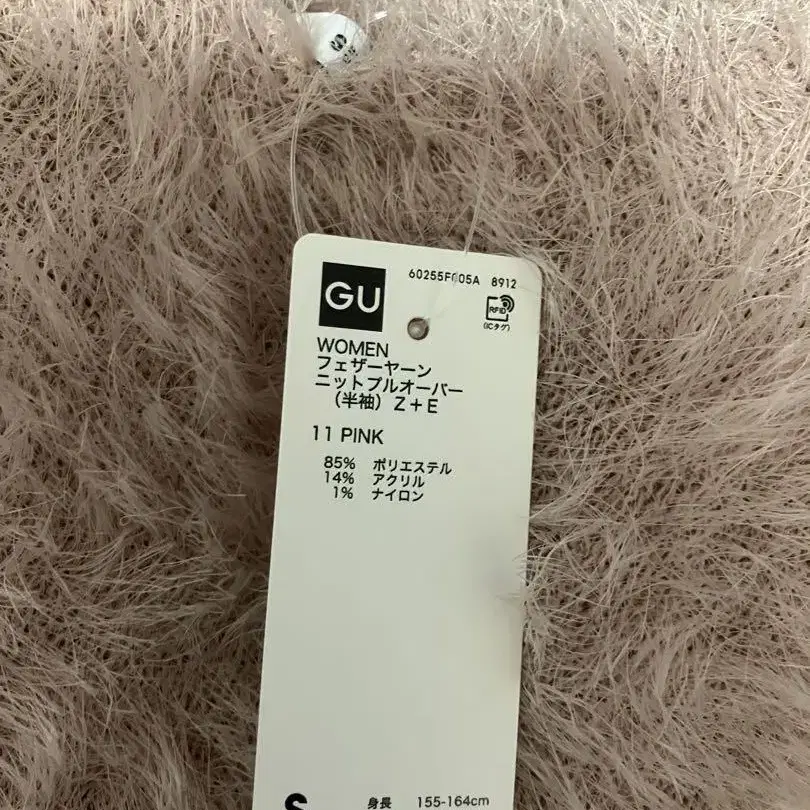 GU
60255F005A 8912
RFID
(ICタグ)
WOMEN
フェザーヤーン
ニットプルオーバー
(半袖) Z+E
11 PINK
85% ポリエステル
14% アクリル
1% ナイロン
S
身長 155-164cm